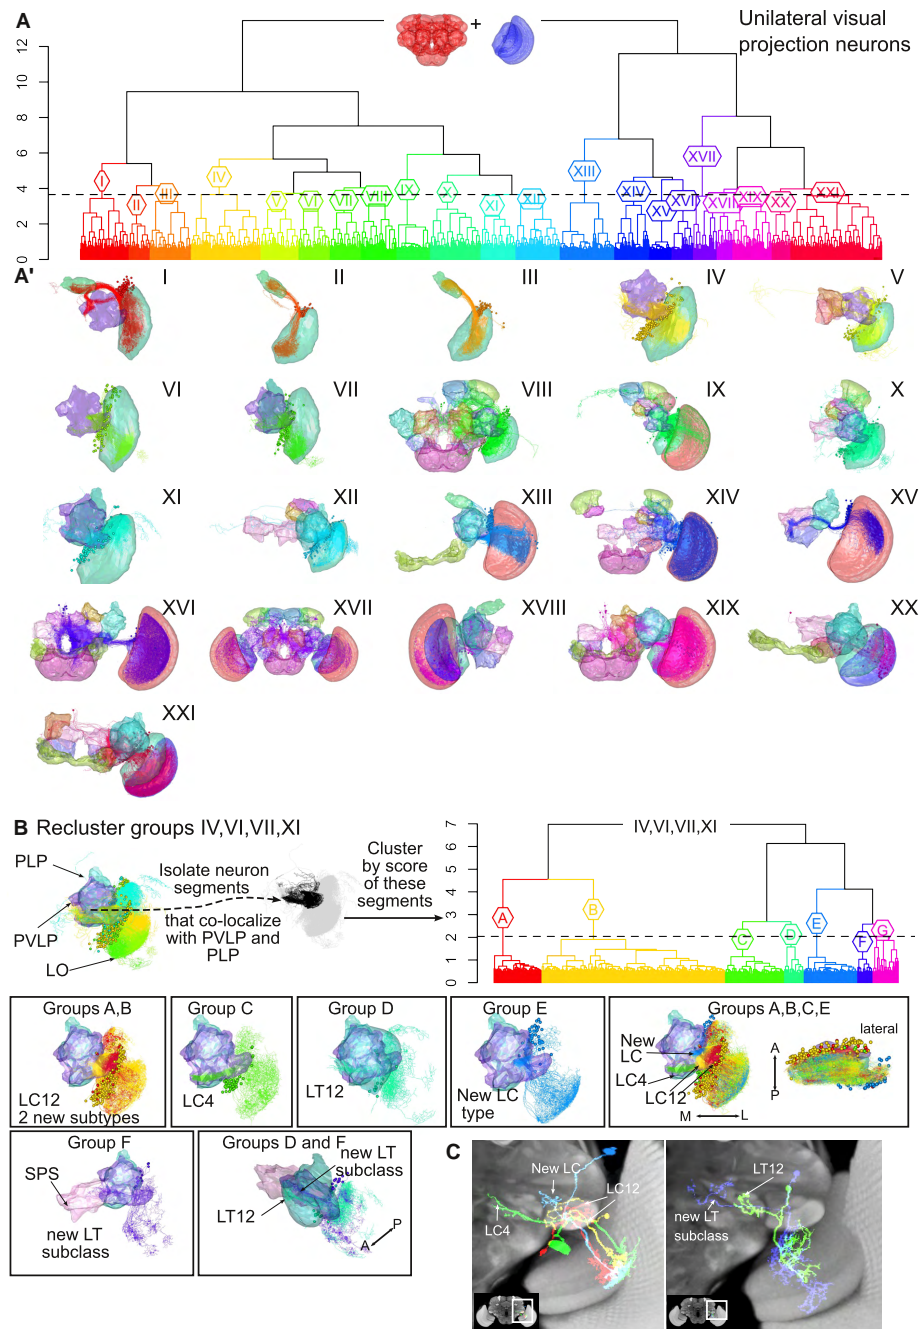 A
+
Unilateral visual
projection neurons
12
10
8
6
4
2
0
I
II
III
IV
V
VI
VII
VIII
IX
X
XI
XII
XIII
XIV
XV
XVI
XVII
XVII
XIX
XX
XXI
A'
I
II
III
IV
V
VI
VII
VIII
IX
X
XI
XII
XIII
XIV
XV
XVI
XVII
XVIII
XIX
XX
XXI
B Recluster groups IV,VI,VII,XI
PLP
PVLP
LO
Isolate neuron
segments
that co-localize
with PVLP and
PLP
Cluster
by score
of these
segments
7
6
5
4
3
2
1
0
IV,VI,VII,XI
A
B
C
D
E
F
G
Groups A,B
LC12
2 new subtypes
Group C
LC4
Group D
LT12
Group E
New LC
type
Groups A,B,C,E
New
LC
LC4
LC12
M
L
lateral
A
P
Group F
SPS
new LT
subclass
Groups D and F
new LT
subclass
LT12
A
P
C
New LC
LC12
LC4
LT12
new LT
subclass